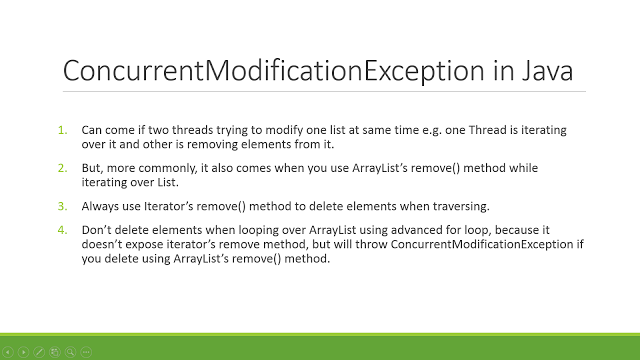 ConcurrentModificationException in Java
1. Can come if two threads trying to modify one list at same time e.g. one Thread is iterating
over it and other is removing elements from it.
2. But, more commonly, it also comes when you use ArrayList's remove() method while
iterating over List.
3. Always use Iterator's remove() method to delete elements when traversing.
4. Don't delete elements when looping over ArrayList using advanced for loop, because it
doesn't expose iterator's remove method, but will throw ConcurrentModificationException if
you delete using ArrayList's remove() method.